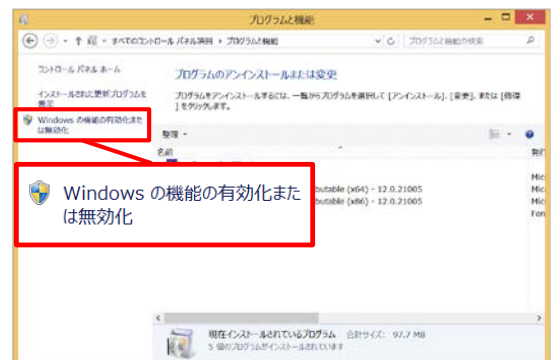 プログラムと機能
すべてのコントロール パネル項目 ▸ プログラムと機能
プログラムと機能の検索
コントロール パネル ホーム
インストールされた更新プログラムを
表示
Windows の機能の有効化また
は無効化
プログラムのアンインストールまたは変更
プログラムをアンインストールするには、一覧からプログラムを選択して [アンインストール]、[変更]、または [修復
] をクリックします。
整理
名前
発行
Windows の機能の有効化また
は無効化
butable (x64) - 12.0.21005
butable (x86) - 12.0.21005
Mic
Mic
Mic
Fon
現在インストールされているプログラム 合計サイズ: 97.7 MB
5 個のプログラムがインストールされています